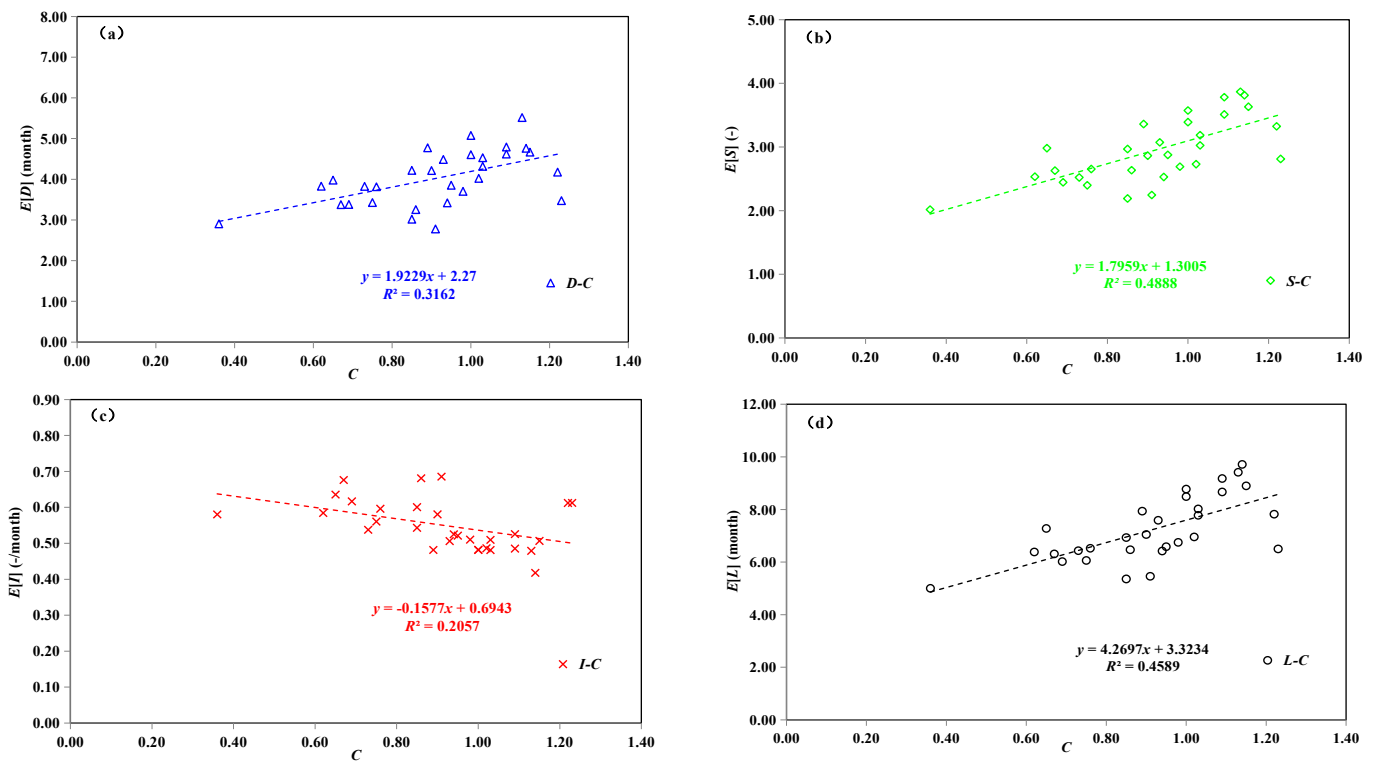 (a)
8.00
7.00
6.00
5.00
4.00
3.00
2.00
1.00
0.00
E[D] (month)
y = 1.9229x + 2.27
R² = 0.3162
D-C
0.00 0.20 0.40 0.60 0.80 1.00 1.20 1.40
C
(b)
5.00
4.00
3.00
2.00
1.00
0.00
E[S] (-)
y = 1.7959x + 1.3005
R² = 0.4888
S-C
0.00 0.20 0.40 0.60 0.80 1.00 1.20 1.40
C
(c)
0.90
0.80
0.70
0.60
0.50
0.40
0.30
0.20
0.10
0.00
E[I] (-/month)
y = -0.1577x + 0.6943
R² = 0.2057
I-C
0.00 0.20 0.40 0.60 0.80 1.00 1.20 1.40
C
(d)
12.00
10.00
8.00
6.00
4.00
2.00
0.00
E[L] (month)
y = 4.2697x + 3.3234
R² = 0.4589
L-C
0.00 0.20 0.40 0.60 0.80 1.00 1.20 1.40
C